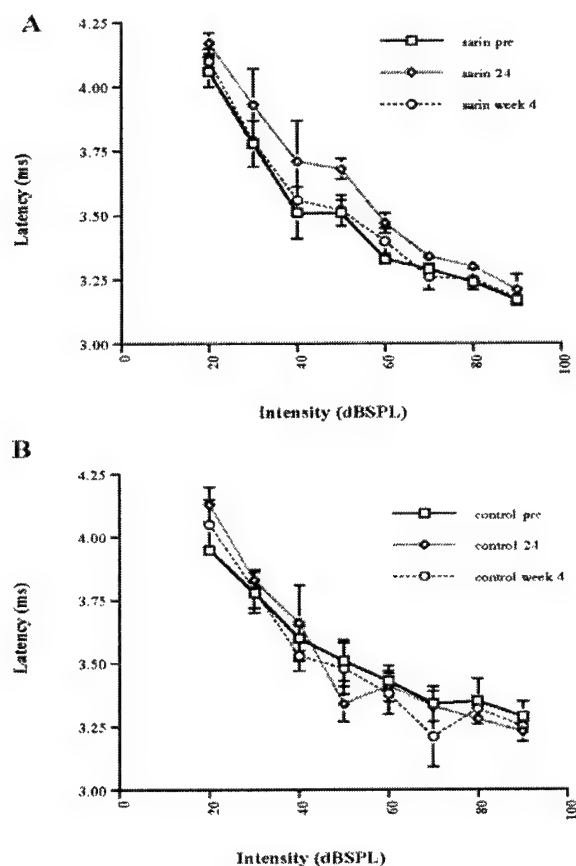 A
4.25
4.00
3.75
3.50
3.25
3.00
Latency (ms)
sarin pre
sarin 24
sarin week 4
0
20
40
60
80
100
Intensity (dBSPL)
B
4.25
4.00
3.75
3.50
3.25
3.00
Latency (ms)
control pre
control 24
control week 4
0
20
40
60
80
100
Intensity (dBSPL)